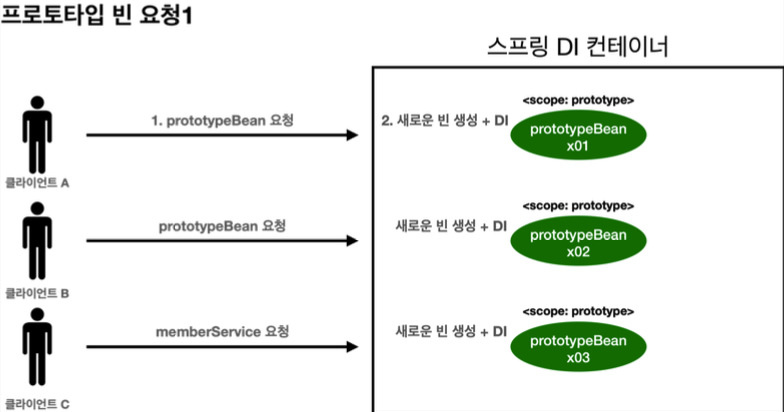 프로토타입 빈 요청1
스프링 DI 컨테이너
<scope: prototype>
1. prototypeBean 요청
2. 새로운 빈 생성 + DI
prototypeBean
x01
클라이언트 A
<scope: prototype>
prototypeBean 요청
새로운 빈 생성 + DI
prototypeBean
x02
클라이언트 B
<scope: prototype>
memberService 요청
새로운 빈 생성 + DI
prototypeBean
x03
클라이언트 C